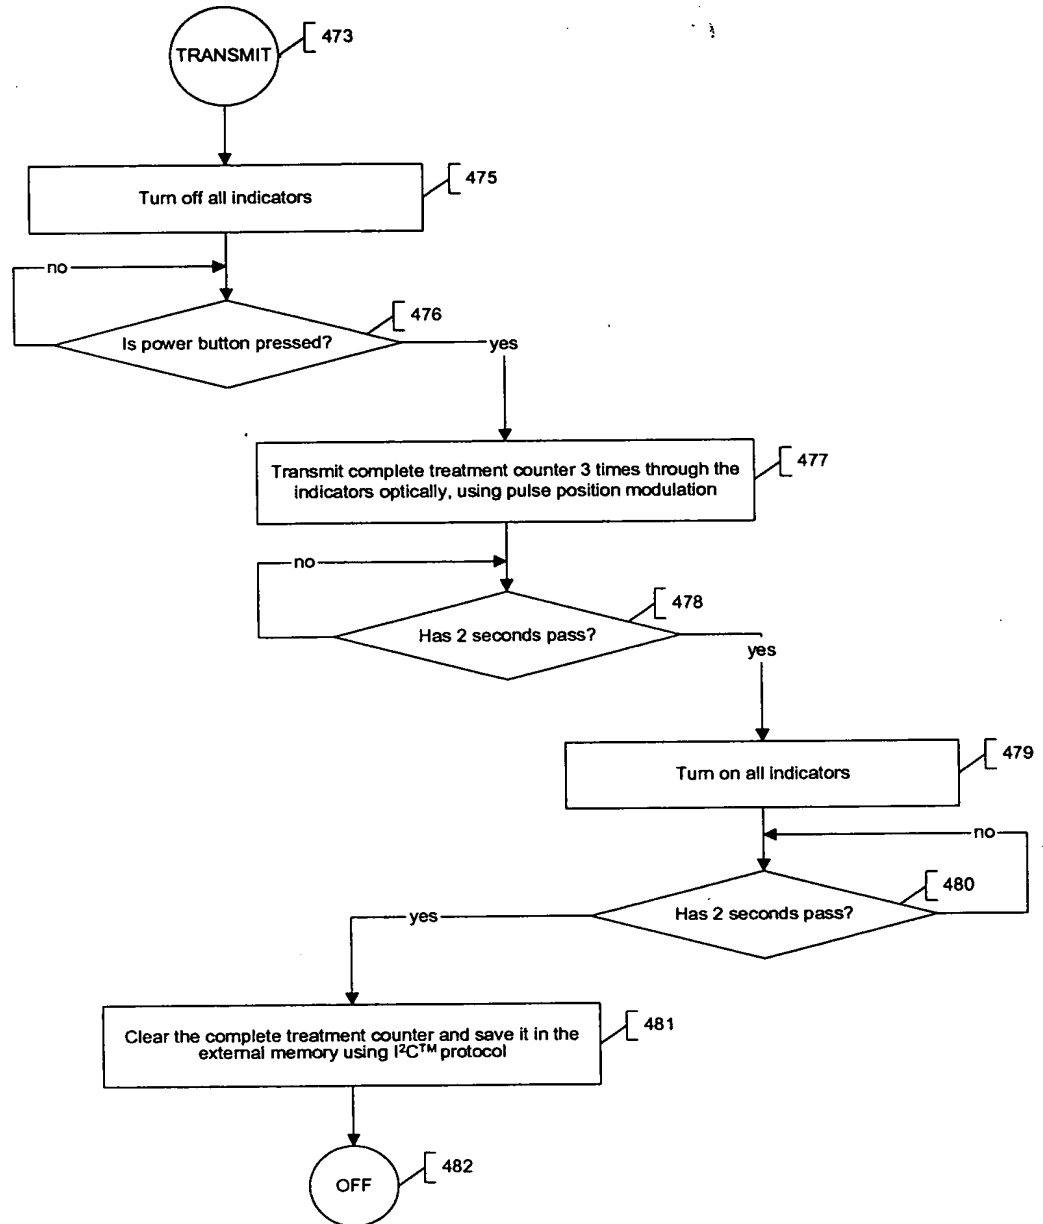 TRANSMIT
473
Turn off all indicators
475
no
Is power button pressed?
476
yes
Transmit complete treatment counter 3 times through the
indicators optically, using pulse position modulation
477
no
Has 2 seconds pass?
478
yes
Turn on all indicators
479
no
Has 2 seconds pass?
480
yes
Clear the complete treatment counter and save it in the
external memory using I²C™ protocol
481
OFF
482